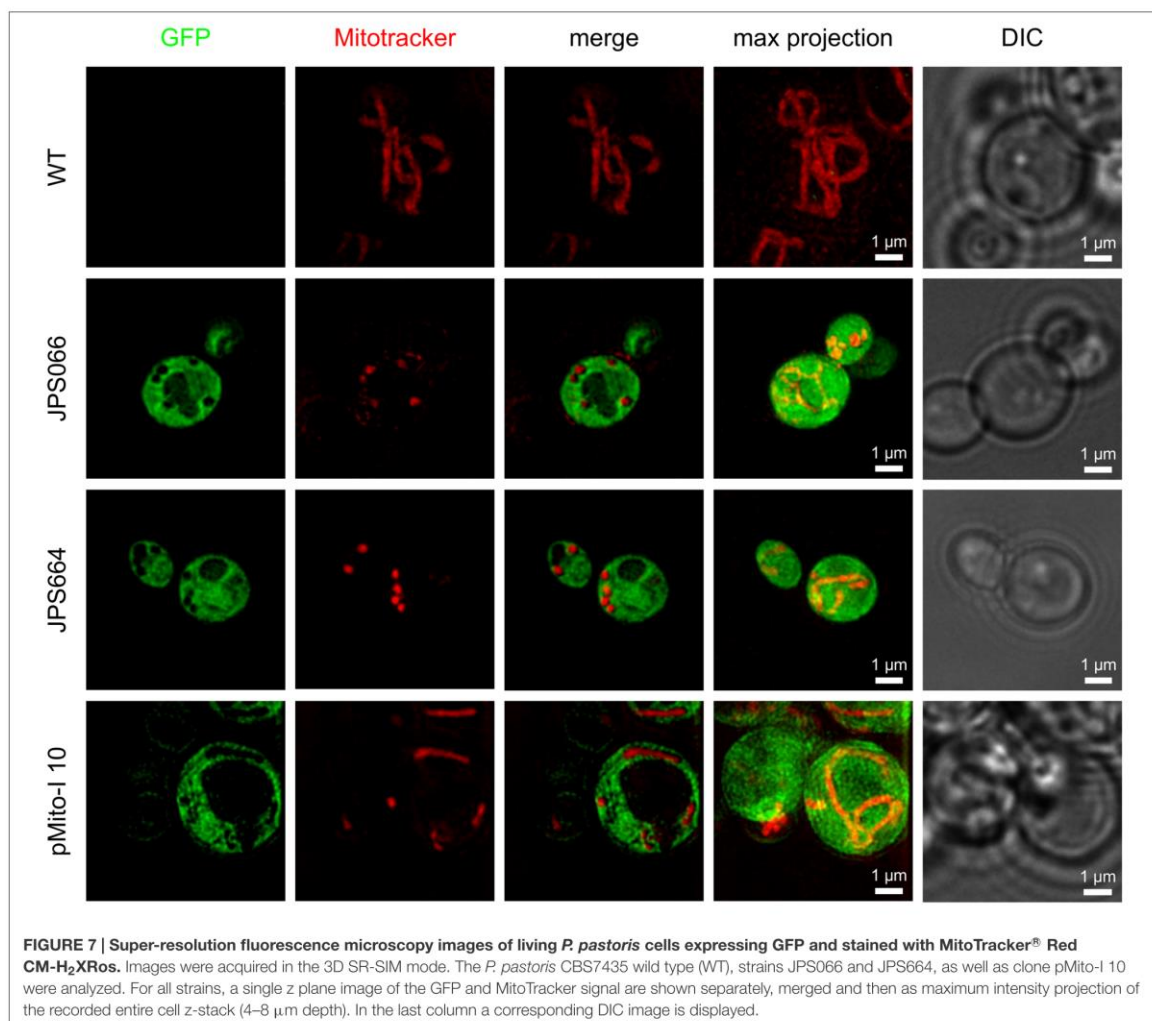 GFP Mitotracker merge max projection DIC
WT
1 µm 1 µm
JPS066
1 µm 1 µm
JPS664
1 µm 1 µm
pMito-I 10
1 µm 1 µm
FIGURE 7 | Super-resolution fluorescence microscopy images of living P. pastoris cells expressing GFP and stained with MitoTracker® Red
CM-H₂XRos. Images were acquired in the 3D SR-SIM mode. The P. pastoris CBS7435 wild type (WT), strains JPS066 and JPS664, as well as clone pMito-I 10
were analyzed. For all strains, a single z plane image of the GFP and MitoTracker signal are shown separately, merged and then as maximum intensity projection of
the recorded entire cell z-stack (4–8 µm depth). In the last column a corresponding DIC image is displayed.